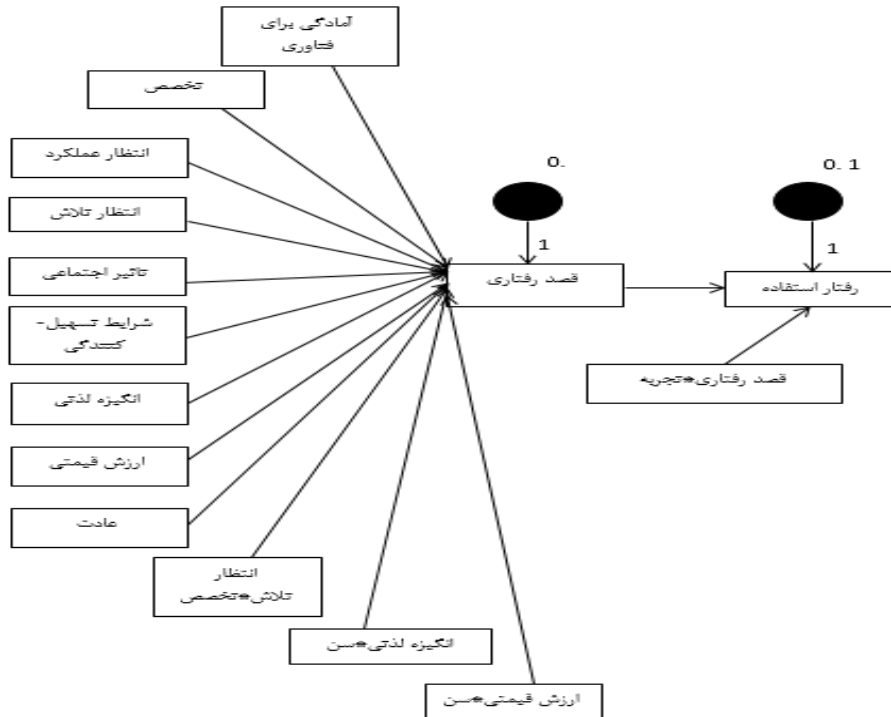 آمادگی برای
فتاوری
تخصص
انتظار عملکرد
انتظار تلاش
تاثیر اجتماعی
شرایط تسهیل-
کنندگی
انگیزه لذتی
ارزش قیمتی
عادت
انتظار
تلاش*تخصص
انگیزه لذتی*سن
ارزش قیمتی*سن
0.
1
قصد رفتاری
0. 1
1
رفتار استفاده
قصد رفتاری*تجربه